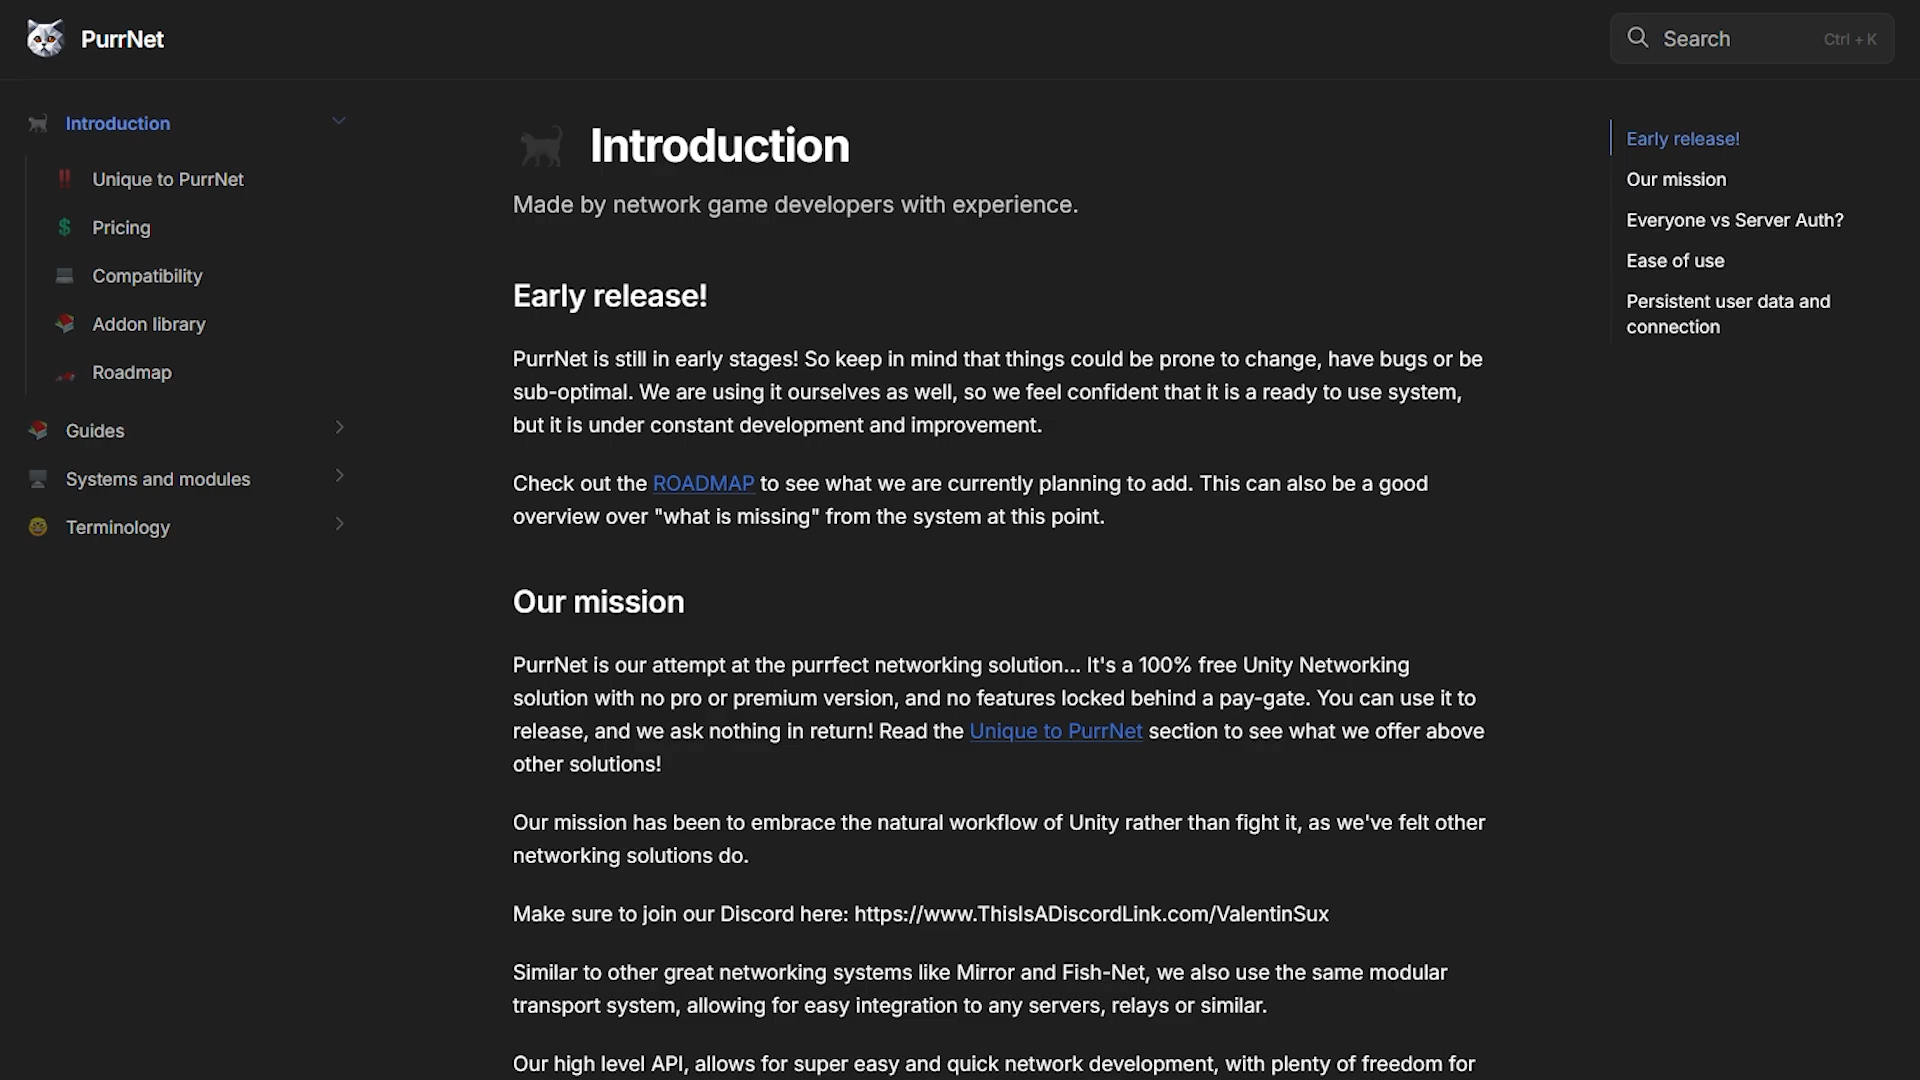 PurrNet
Search
Ctrl + K
Introduction
Unique to PurrNet
Pricing
Compatibility
Addon library
Roadmap
Guides
Systems and modules
Terminology
Introduction
Made by network game developers with experience.
Early release!
PurrNet is still in early stages! So keep in mind that things could be prone to change, have bugs or be
sub-optimal. We are using it ourselves as well, so we feel confident that it is a ready to use system,
but it is under constant development and improvement.
Check out the ROADMAP to see what we are currently planning to add. This can also be a good
overview over "what is missing" from the system at this point.
Our mission
PurrNet is our attempt at the purrfect networking solution... It's a 100% free Unity Networking
solution with no pro or premium version, and no features locked behind a pay-gate. You can use it to
release, and we ask nothing in return! Read the Unique to PurrNet section to see what we offer above
other solutions!
Our mission has been to embrace the natural workflow of Unity rather than fight it, as we've felt other
networking solutions do.
Make sure to join our Discord here: https://www.ThisIsADiscordLink.com/ValentinSux
Similar to other great networking systems like Mirror and Fish-Net, we also use the same modular
transport system, allowing for easy integration to any servers, relays or similar.
Our high level API, allows for super easy and quick network development, with plenty of freedom for
Early release!
Our mission
Everyone vs Server Auth?
Ease of use
Persistent user data and
connection